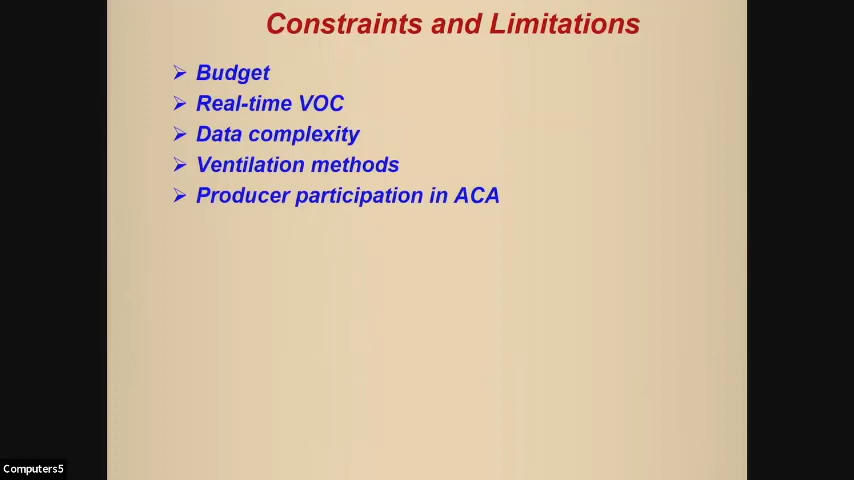 Constraints and Limitations
Budget
Real-time VOC
Data complexity
Ventilation methods
Producer participation in ACA
Computers5